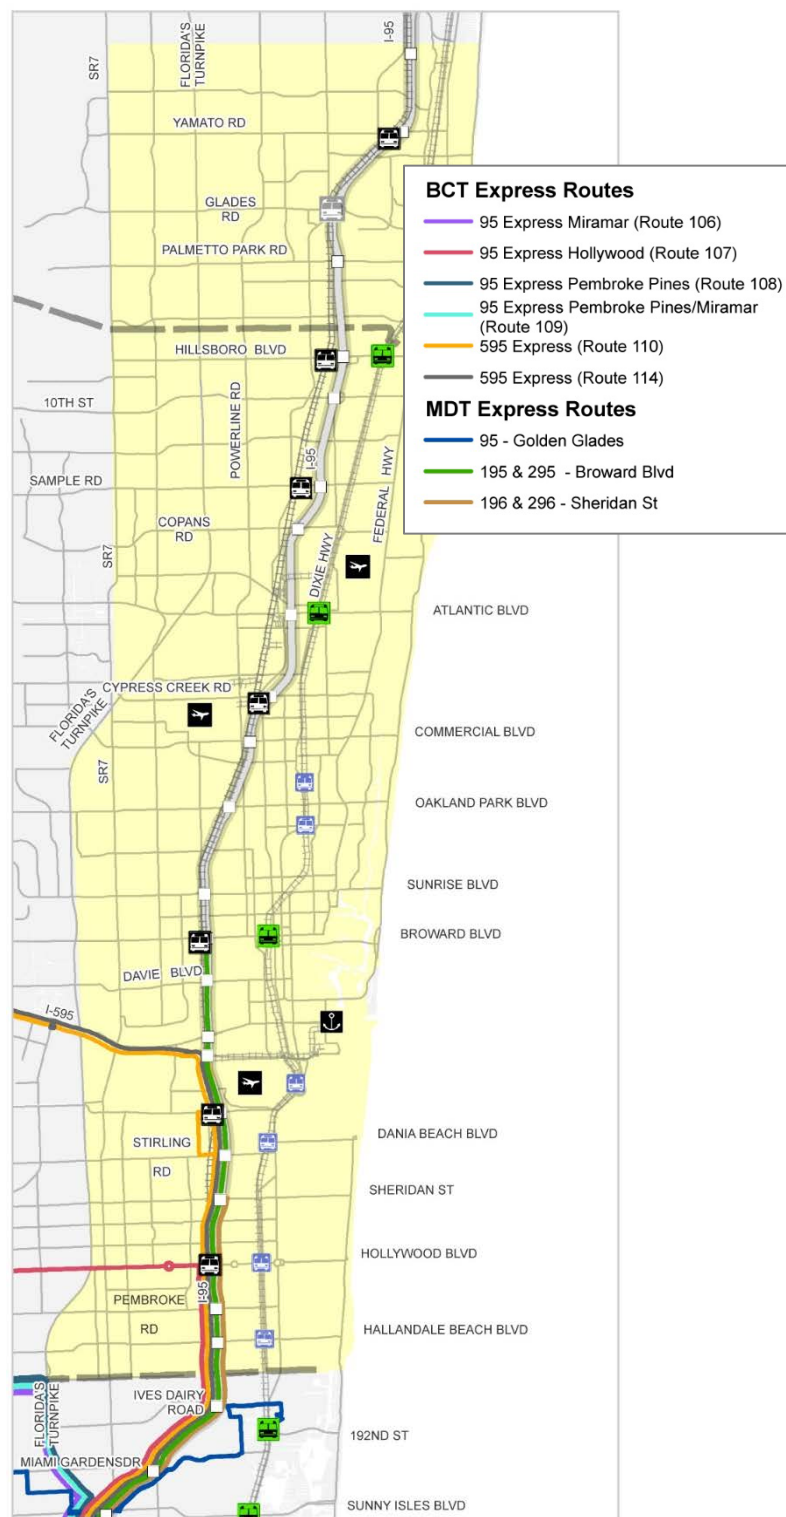 I-95
SR7
FLORIDA'S
TURNPIKE
YAMATO RD
GLADES
RD
PALMETTO PARK RD
BCT Express Routes
95 Express Miramar (Route 106)
95 Express Hollywood (Route 107)
95 Express Pembroke Pines (Route 108)
95 Express Pembroke Pines/Miramar
(Route 109)
595 Express (Route 110)
595 Express (Route 114)
MDT Express Routes
95 - Golden Glades
195 & 295 - Broward Blvd
196 & 296 - Sheridan St
HILLSBORO BLVD
10TH ST
POWERLINE RD
I-95
SAMPLE RD
COPANS
RD
FEDERAL HWY
DIXIE HWY
SR7
ATLANTIC BLVD
CYPRESS CREEK RD
FLORIDA'S
TURNPIKE
COMMERCIAL BLVD
SR7
OAKLAND PARK BLVD
SUNRISE BLVD
BROWARD BLVD
DAVIE BLVD
I-595
DANIA BEACH BLVD
STIRLING
RD
SHERIDAN ST
HOLLYWOOD BLVD
I-95
PEMBROKE
RD
HALLANDALE BEACH BLVD
FLORIDA'S
TURNPIKE
IVES DAIRY
ROAD
192ND ST
MIAMI GARDENSDR
SUNNY ISLES BLVD